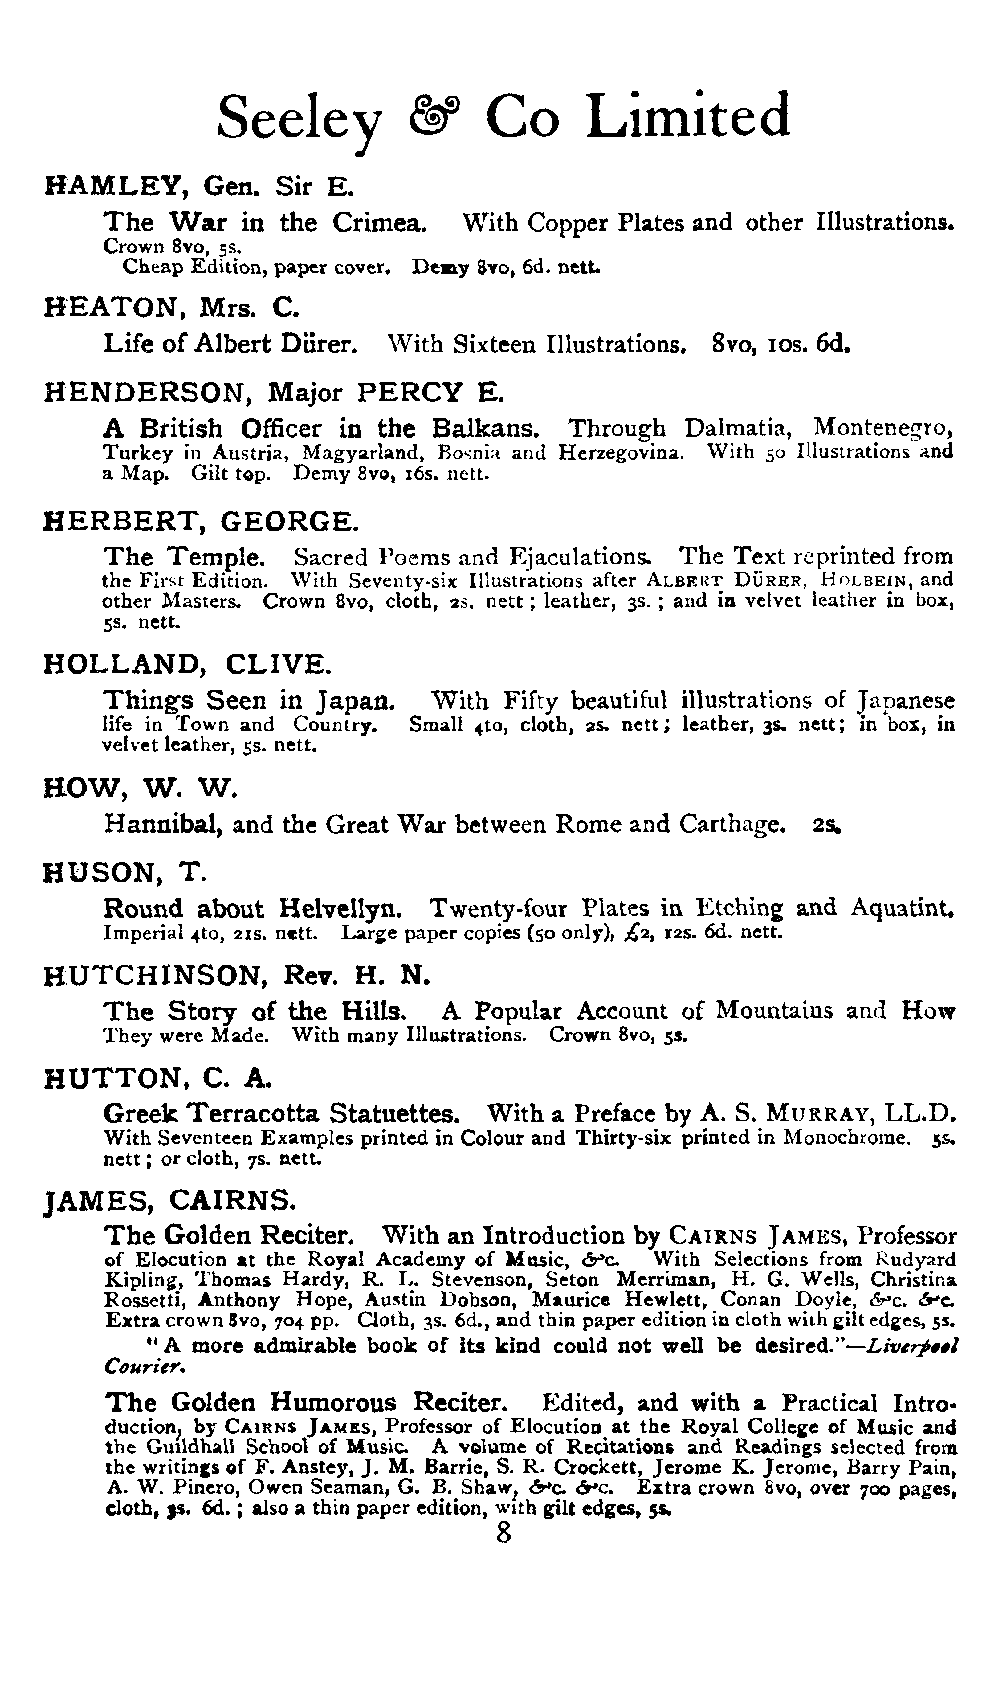 Seeley & Co Limited
HAMLEY, Gen. Sir E.
The War in the Crimea. With Copper Plates and other Illustrations.
Crown 8vo, 5s.
Cheap Edition, paper cover. Demy 8vo, 6d. nett.
HEATON, Mrs. C.
Life of Albert Dürer. With Sixteen Illustrations. 8vo, 10s. 6d.
HENDERSON, Major PERCY E.
A British Officer in the Balkans. Through Dalmatia, Montenegro,
Turkey in Austria, Magyarland, Bosnia and Herzegovina. With 50 Illustrations and
a Map. Gilt top. Demy 8vo, 16s. nett.
HERBERT, GEORGE.
The Temple. Sacred Poems and Ejaculations. The Text reprinted from
the First Edition. With Seventy-six Illustrations after ALBERT DÜRER, HOLBEIN, and
other Masters. Crown 8vo, cloth, 2s. nett; leather, 3s.; and in velvet leather in box,
5s. nett.
HOLLAND, CLIVE.
Things Seen in Japan. With Fifty beautiful illustrations of Japanese
life in Town and Country. Small 4to, cloth, 2s. nett; leather, 3s. nett; in box, in
velvet leather, 5s. nett.
HOW, W. W.
Hannibal, and the Great War between Rome and Carthage. 2s.
HUSON, T.
Round about Helvellyn. Twenty-four Plates in Etching and Aquatint.
Imperial 4to, 21s. nett. Large paper copies (50 only), £2, 12s. 6d. nett.
HUTCHINSON, Rev. H. N.
The Story of the Hills. A Popular Account of Mountains and How
They were Made. With many Illustrations. Crown 8vo, 5s.
HUTTON, C. A.
Greek Terracotta Statuettes. With a Preface by A. S. MURRAY, LL.D.
With Seventeen Examples printed in Colour and Thirty-six printed in Monochrome. 5s.
nett; or cloth, 7s. nett.
JAMES, CAIRNS.
The Golden Reciter. With an Introduction by CAIRNS JAMES, Professor
of Elocution at the Royal Academy of Music, &c. With Selections from Rudyard
Kipling, Thomas Hardy, R. L. Stevenson, Seton Merriman, H. G. Wells, Christina
Rossetti, Anthony Hope, Austin Dobson, Maurice Hewlett, Conan Doyle, &c. &c.
Extra crown 8vo, 704 pp. Cloth, 3s. 6d., and thin paper edition in cloth with gilt edges, 5s.
"A more admirable book of its kind could not well be desired."—Liverpool
Courier.
The Golden Humorous Reciter. Edited, and with a Practical Intro-
duction, by CAIRNS JAMES, Professor of Elocution at the Royal College of Music and
the Guildhall School of Music. A volume of Recitations and Readings selected from
the writings of F. Anstey, J. M. Barrie, S. R. Crockett, Jerome K. Jerome, Barry Pain,
A. W. Pinero, Owen Seaman, G. B. Shaw, &c. &c. Extra crown 8vo, over 700 pages,
cloth, 3s. 6d.; also a thin paper edition, with gilt edges, 5s.
8